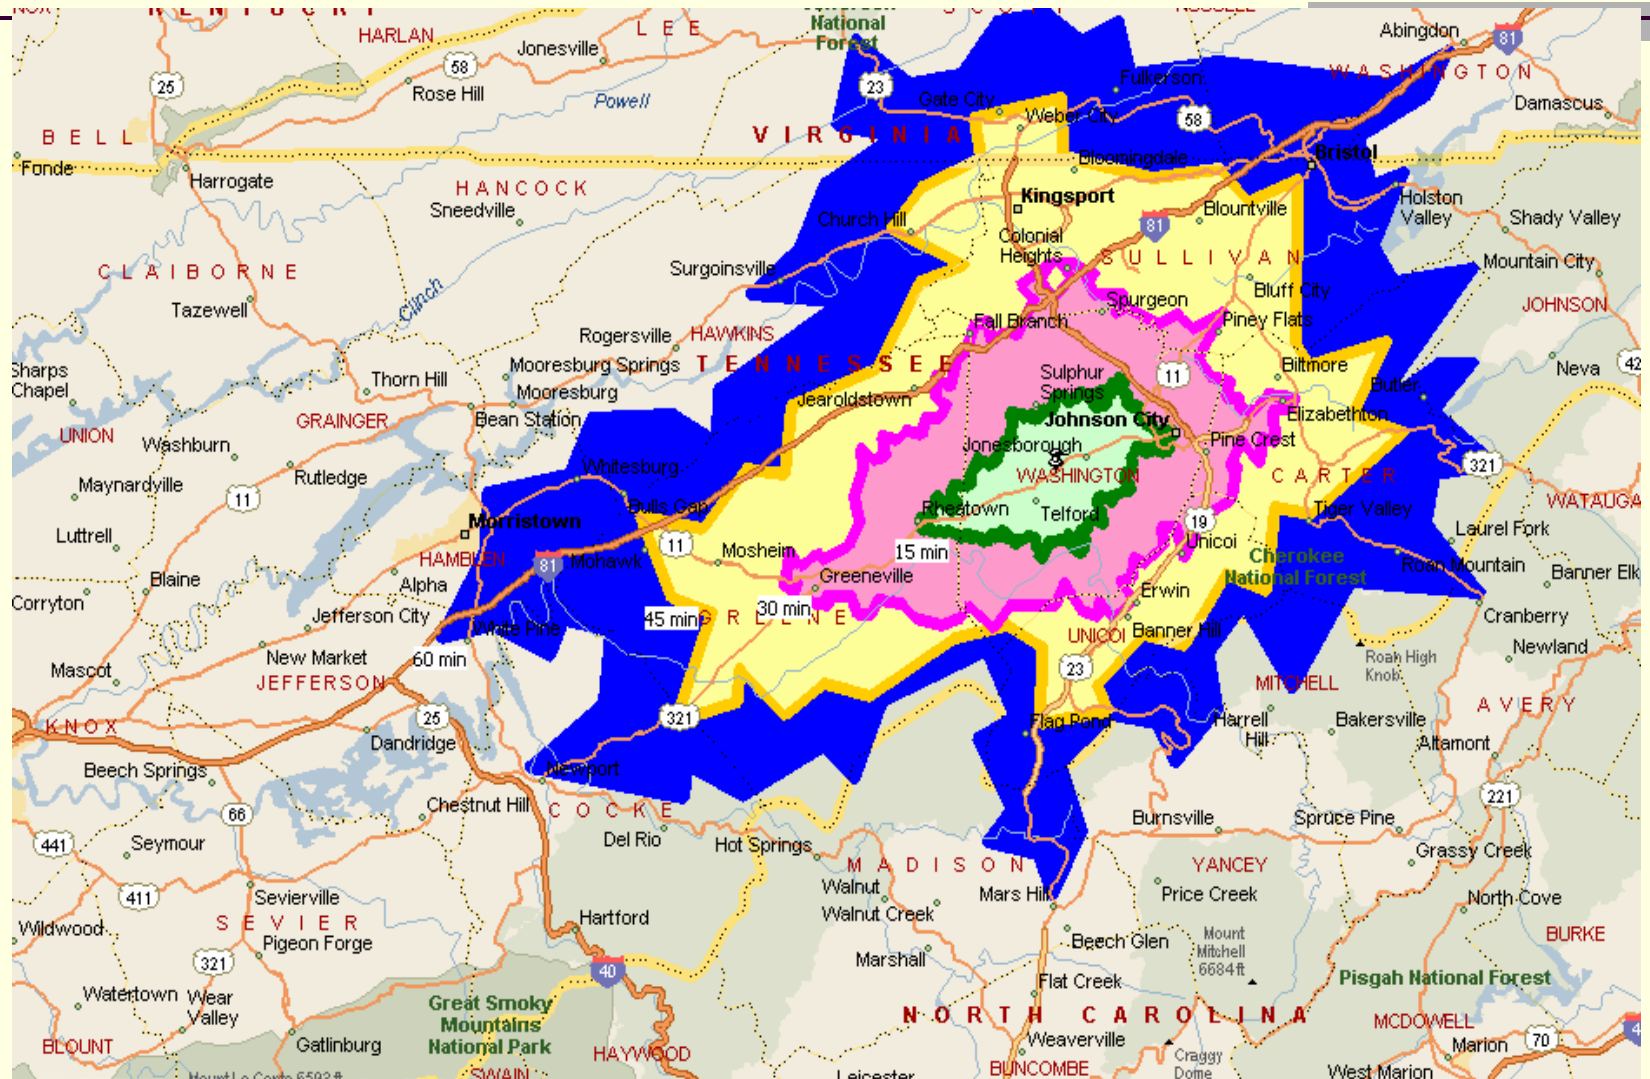 KENTUCKY
HARLAN
LEE
SCOTT
RUSSELL
National
Forest
Jonesville
Abingdon
81
WASHINGTON
58
25
Rose Hill
Powell
23
Fulkerson
Gate City
Weber City
58
Damascus
BELL
VIRGINIA
Bristol
Bloomingdale
Fonde
Harrogate
HANCOCK
Sneedville
Kingsport
Holston
Valley
Shady Valley
Church Hill
Blountville
81
Colonial
Heights
SULLIVAN
CLAIBORNE
Surgoinsville
Mountain City
Clinch
Bluff City
Tazewell
Spurgeon
JOHNSON
Fall Branch
Piney Flats
Rogersville
HAWKINS
TENNESSEE
Mooresburg Springs
Sulphur
Springs
11
Biltmore
Neva
42
Sharps
Chapel
Thorn Hill
Mooresburg
Jearoldstown
Butler
GRAINGER
Bean Station
Johnson City
Elizabethton
UNION
Washburn
Jonesborough
Pine Crest
Whitesburg
WASHINGTON
CARTER
321
Maynardville
Rutledge
11
Bulls Gap
Rheatown
Telford
Tiger Valley
WATAUGA
Morristown
19
Laurel Fork
Luttrell
11
Mosheim
15 min
Unicoi
Cherokee
National Forest
HAMBLEN
81
Mohawk
Roan Mountain
Banner Elk
Blaine
Alpha
Greeneville
Erwin
Corryton
Jefferson City
45 min
GREENE
30 min
Cranberry
White Pine
UNICOI
Banner Hill
60 min
New Market
23
Roan High
Knob
Newland
Mascot
JEFFERSON
MITCHELL
AVERY
KNOX
25
321
Flag Pond
Harrell
Hill
Bakersville
Dandridge
Altamont
Beech Springs
Newport
221
Chestnut Hill
COCKE
66
Burnsville
Spruce Pine
441
Seymour
Del Rio
Hot Springs
Grassy Creek
MADISON
YANCEY
411
Sevierville
Walnut
Mars Hill
Price Creek
North Cove
Walnut Creek
Wildwood
SEVIER
Hartford
Pigeon Forge
Beech Glen
Mount
Mitchell
6684ft
BURKE
321
40
Marshall
Flat Creek
Pisgah National Forest
Watertown
Wear
Valley
Great Smoky
Mountains
National Park
NORTH CAROLINA
MCDOWELL
BLOUNT
Gatlinburg
HAYWOOD
Weaverville
Craggy
Dome
Marion
70
4
SWAIN
Leicester
BUNCOMBE
West Marion